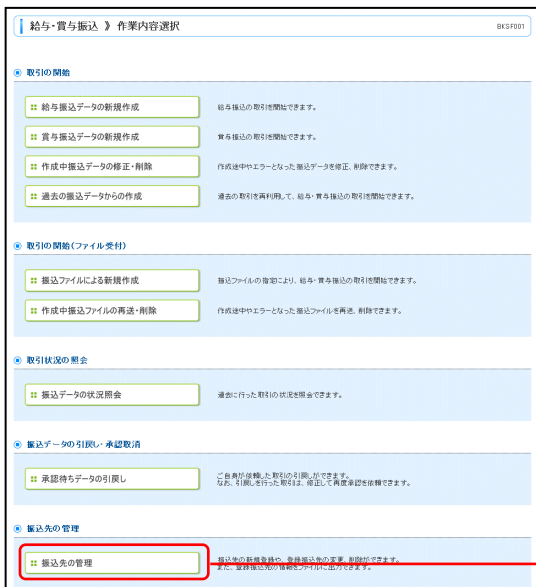 給与・賞与振込 》 作業内容選択
BKSF001
取引の開始
給与振込データの新規作成
給与振込の取引を開始できます。
賞与振込データの新規作成
賞与振込の取引を開始できます。
作成中振込データの修正・削除
作成途中やエラーとなった振込データを修正、削除できます。
過去の振込データからの作成
過去の取引を再利用して、給与・賞与振込の取引を開始できます。
取引の開始(ファイル受付)
振込ファイルによる新規作成
振込ファイルの指定により、給与・賞与振込の取引を開始できます。
作成中振込ファイルの再送・削除
作成途中やエラーとなった振込ファイルを再送、削除できます。
取引状況の照会
振込データの状況照会
過去に行った取引の状況を照会できます。
振込データの引戻し・承認取消
承認待ちデータの引戻し
ご自身が依頼した取引の引戻しができます。
なお、引戻しを行った取引は、修正して再度承認を依頼できます。
振込先の管理
振込先の管理
振込先の新規登録や、登録振込先の変更、削除ができます。
また、登録振込先の情報をファイルに出力できます。